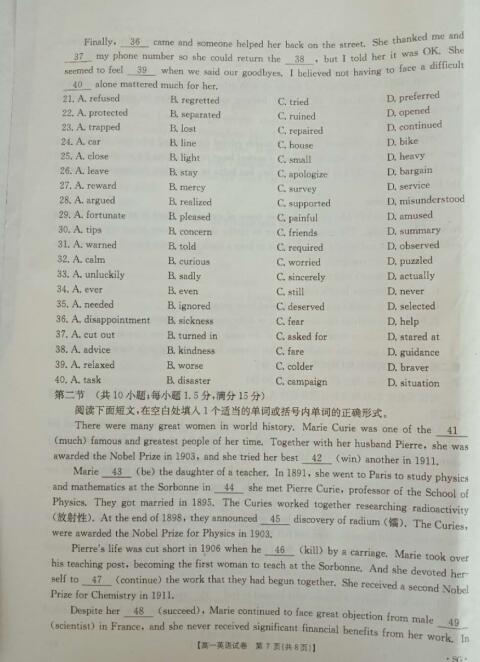 Finally, 36 came and someone helped her back on the street. She thanked me and
37 my phone number so she could return the 38 , but I told her it was OK. She
seemed to feel 39 when we said our goodbyes. I believed not having to face a difficult
40 alone mattered much for her.
21. A. refused B. regretted C. tried D. preferred
22. A. protected B. separated C. ruined D. opened
23. A. trapped B. lost C. repaired D. continued
24. A. car B. line C. house D. bike
25. A. close B. light C. small D. heavy
26. A. leave B. stay C. apologize D. bargain
27. A. reward B. mercy C. survey D. service
28. A. argued B. realized C. supported D. misunderstood
29. A. fortunate B. pleased C. painful D. amused
30. A. tips B. concern C. friends D. summary
31. A. warned B. told C. required D. observed
32. A. calm B. curious C. worried D. puzzled
33. A. unluckily B. sadly C. sincerely D. actually
34. A. ever B. even C. still D. never
35. A. needed B. ignored C. deserved D. selected
36. A. disappointment B. sickness C. fear D. help
37. A. cut out B. turned in C. asked for D. stared at
38. A. advice B. kindness C. fare D. guidance
39. A. relaxed B. worse C. colder D. braver
40. A. task B. disaster C. campaign D. situation
第二节 (共10小题;每小题1.5分,满分15分)
阅读下面短文,在空白处填入1个适当的单词或括号内单词的正确形式。
There were many great women in world history. Marie Curie was one of the 41
(much) famous and greatest people of her time. Together with her husband Pierre, she was
awarded the Nobel Prize in 1903, and she tried her best 42 (win) another in 1911.
Marie 43 (be) the daughter of a teacher. In 1891, she went to Paris to study physics
and mathematics at the Sorbonne in 44 she met Pierre Curie, professor of the School of
Physics. They got married in 1895. The Curies worked together researching radioactivity
(放射性). At the end of 1898, they announced 45 discovery of radium (镭). The Curies,
were awarded the Nobel Prize for Physics in 1903.
Pierre's life was cut short in 1906 when he 46 (kill) by a carriage. Marie took over
his teaching post, becoming the first woman to teach at the Sorbonne. And she devoted her-
self to 47 (continue) the work that they had begun together. She received a second Nobel
Prize for Chemistry in 1911.
Despite her 48 (succeed), Marie continued to face great objection from male 49
(scientist) in France, and she never received significant financial benefits from her work. In
【高一英语试卷 第7页(共8页)】